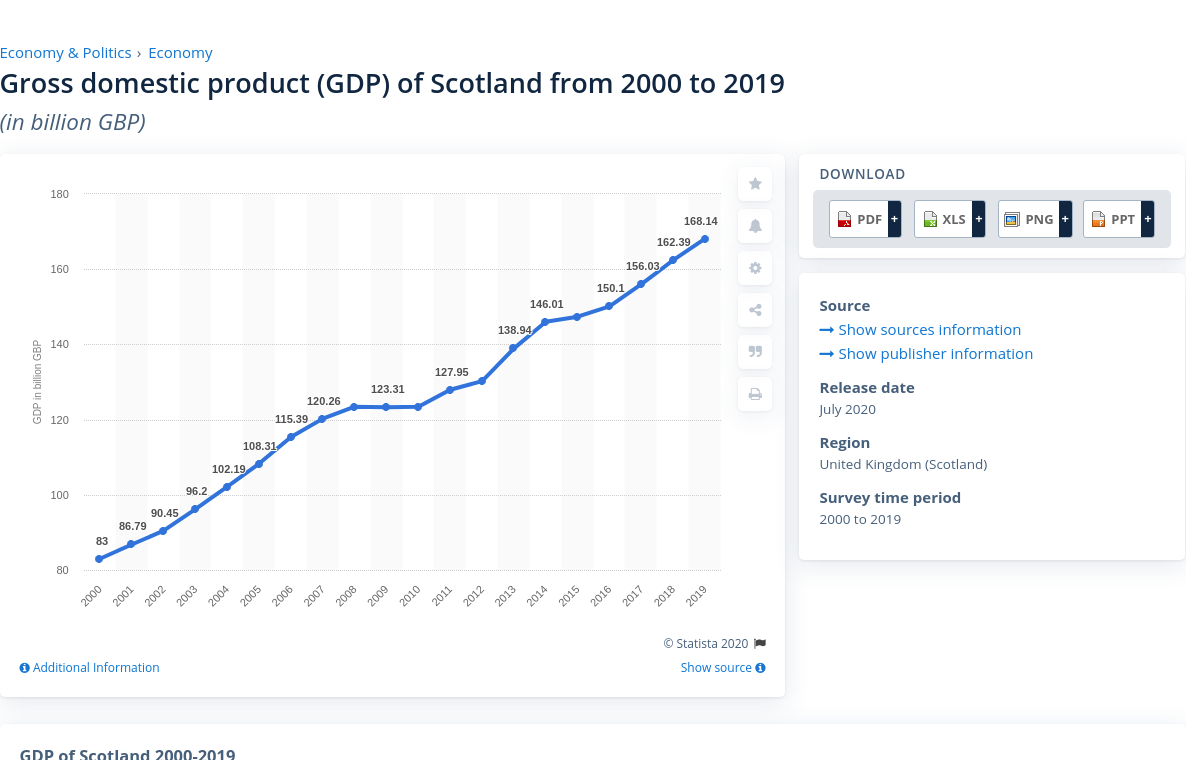 Economy & Politics › Economy
Gross domestic product (GDP) of Scotland from 2000 to 2019
(in billion GBP)
180
160
140
120
100
80
GDP in billion GBP
83
86.79
90.45
96.2
102.19
108.31
115.39
120.26
123.31
127.95
138.94
146.01
150.1
156.03
162.39
168.14
2000
2001
2002
2003
2004
2005
2006
2007
2008
2009
2010
2011
2012
2013
2014
2015
2016
2017
2018
2019
© Statista 2020
Additional Information
Show source
DOWNLOAD
PDF +
XLS +
PNG +
PPT +
Source
Show sources information
Show publisher information
Release date
July 2020
Region
United Kingdom (Scotland)
Survey time period
2000 to 2019
GDP of Scotland 2000-2019